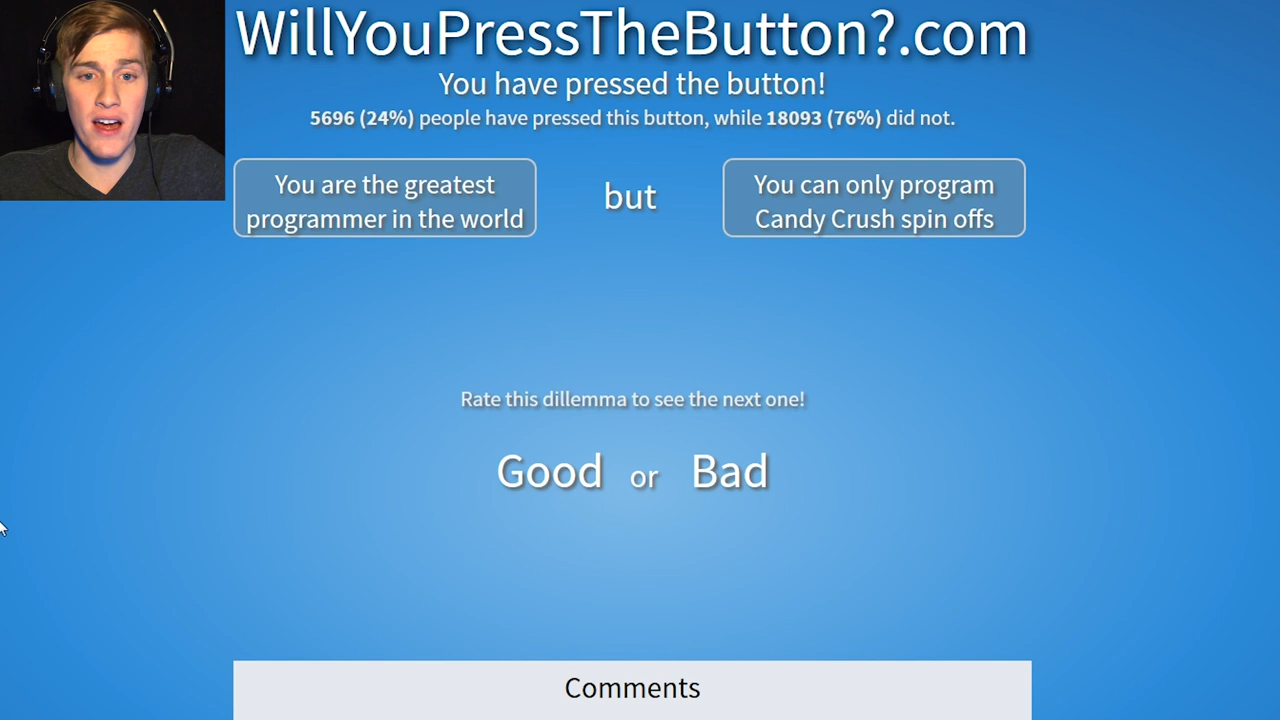 WillYouPressTheButton?.com
You have pressed the button!
5696 (24%) people have pressed this button, while 18093 (76%) did not.
You are the greatest
programmer in the world
but
You can only program
Candy Crush spin offs
Rate this dillemma to see the next one!
Good or Bad
Comments